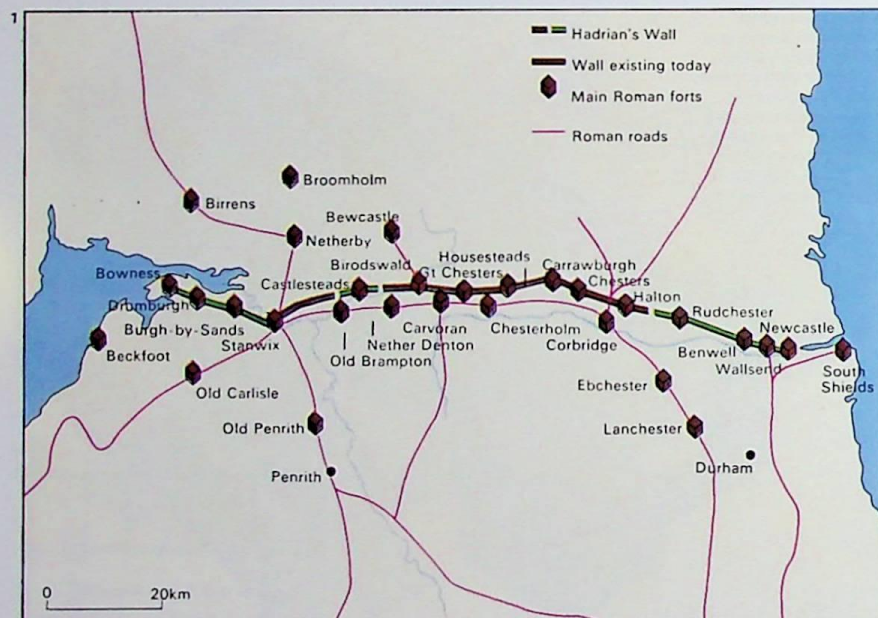 1
Hadrian's Wall
Wall existing today
Main Roman forts
Roman roads
Broomholm
Birrens
Bewcastle
Netherby
Housesteads
Birodswald
Carrawburgh
Bowness
Gt Chesters
Castlesteads
Chesters
Drumburgh
Halton
Rudchester
Burgh-by-Sands
Carvoran
Chesterholm
Newcastle
Stanwix
Nether Denton
Corbridge
Benwell
Beckfoot
Old Brampton
Wallsend
South
Shields
Old Carlisle
Ebchester
Old Penrith
Lanchester
Penrith
Durham
0 20km